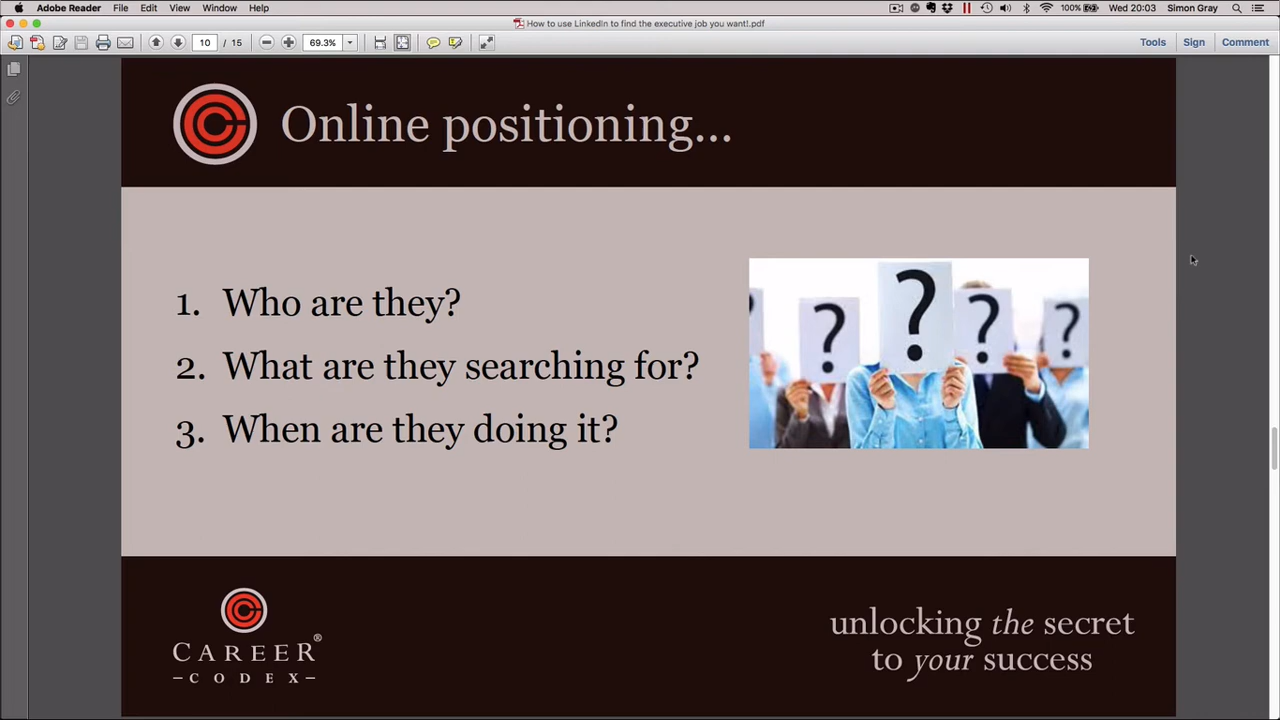 Adobe Reader File Edit View Window Help 100% Wed 20:03 Simon Gray
How to use LinkedIn to find the executive job you want!.pdf
10 / 15 69.3% Tools Sign Comment
Online positioning...
1. Who are they?
2. What are they searching for?
3. When are they doing it?
? ? ? ?
CAREER®
–CODEX–
unlocking the secret
to your success